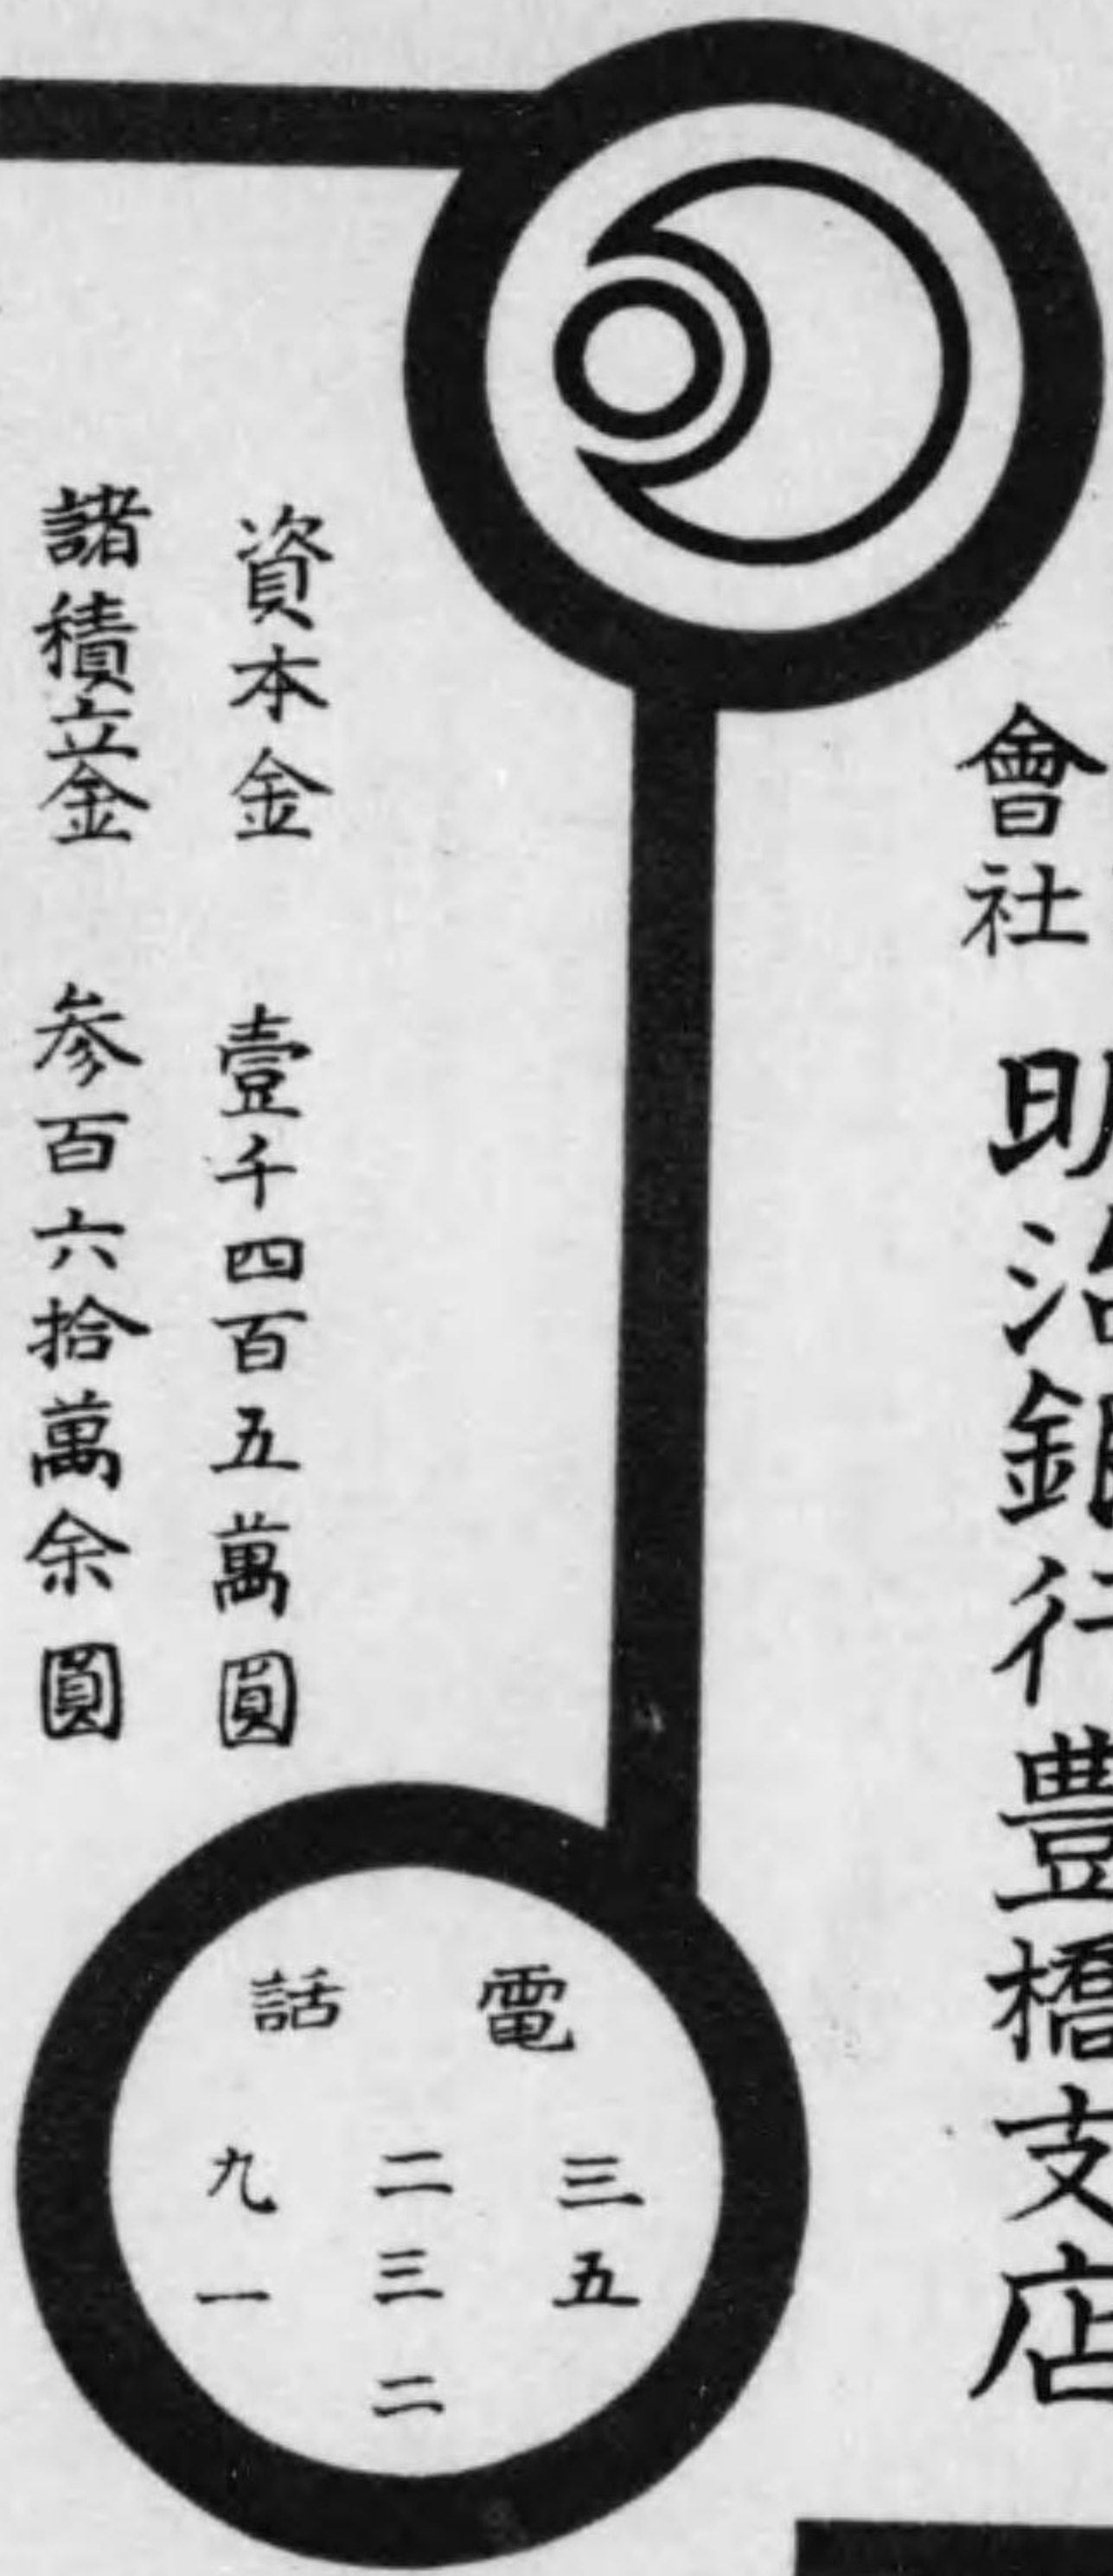 會社
明治銀行豊橋支店
資本金 壹千四百五萬圓
諸積立金 参百六拾萬余圓
電話
三五
二三二
九一